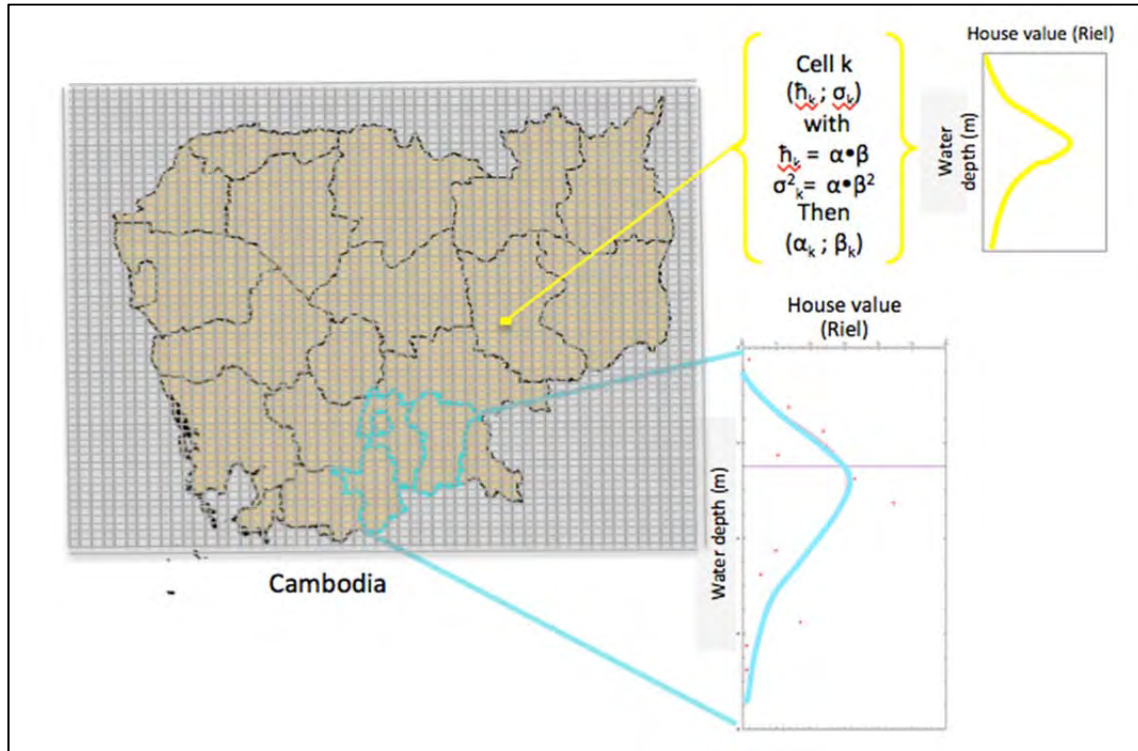 House value (Riel)
Cell k
(ħₖ ; σₖ)
with
ħₖ = α•β
σ²ₖ= α•β²
Then
(αₖ ; βₖ)
Water
depth (m)
House value
(Riel)
Water depth (m)
Cambodia